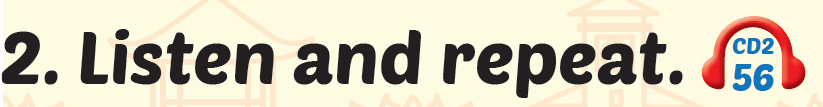 2. Listen and repeat.
CD2
56